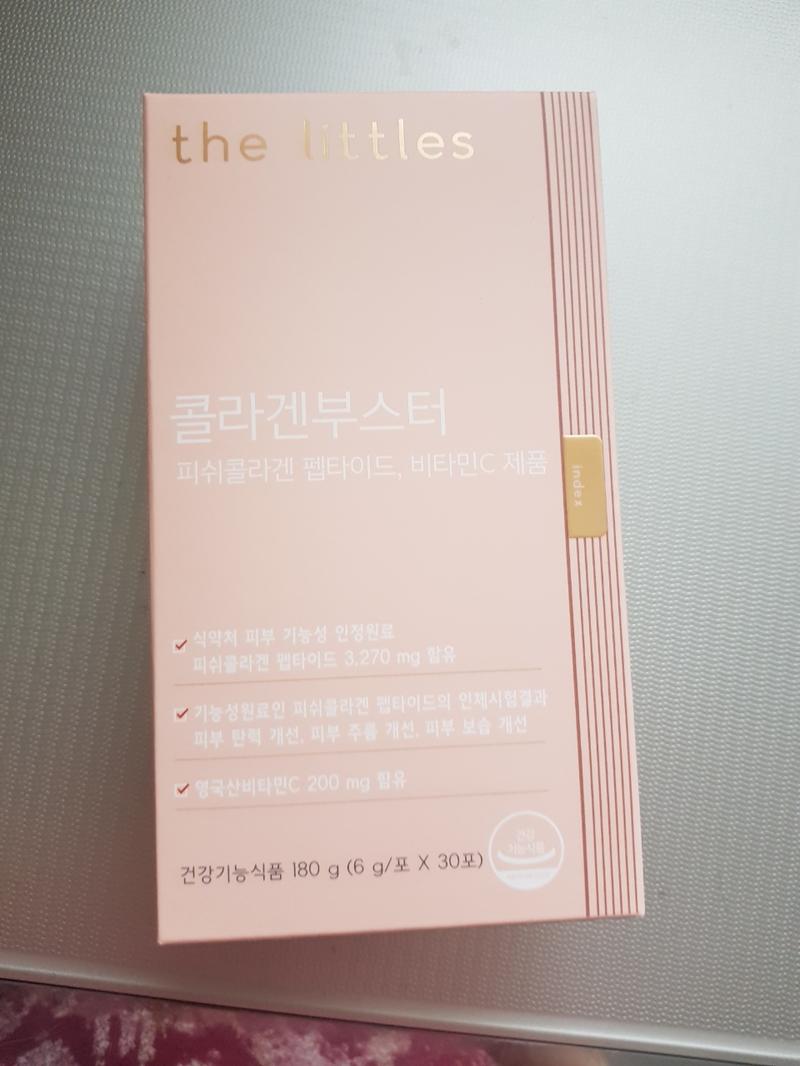 the littles
콜라겐부스터
피쉬콜라겐 펩타이드, 비타민C 제품
index
식약처 피부 기능성 인정원료
피쉬콜라겐 펩타이드 3,270 mg 함유
기능성원료인 피쉬콜라겐 펩타이드의 인체시험결과
피부 탄력 개선, 피부 주름 개선, 피부 보습 개선
영국산비타민C 200 mg 함유
건강기능식품 180 g (6 g/포 X 30포)
건강
기능식품